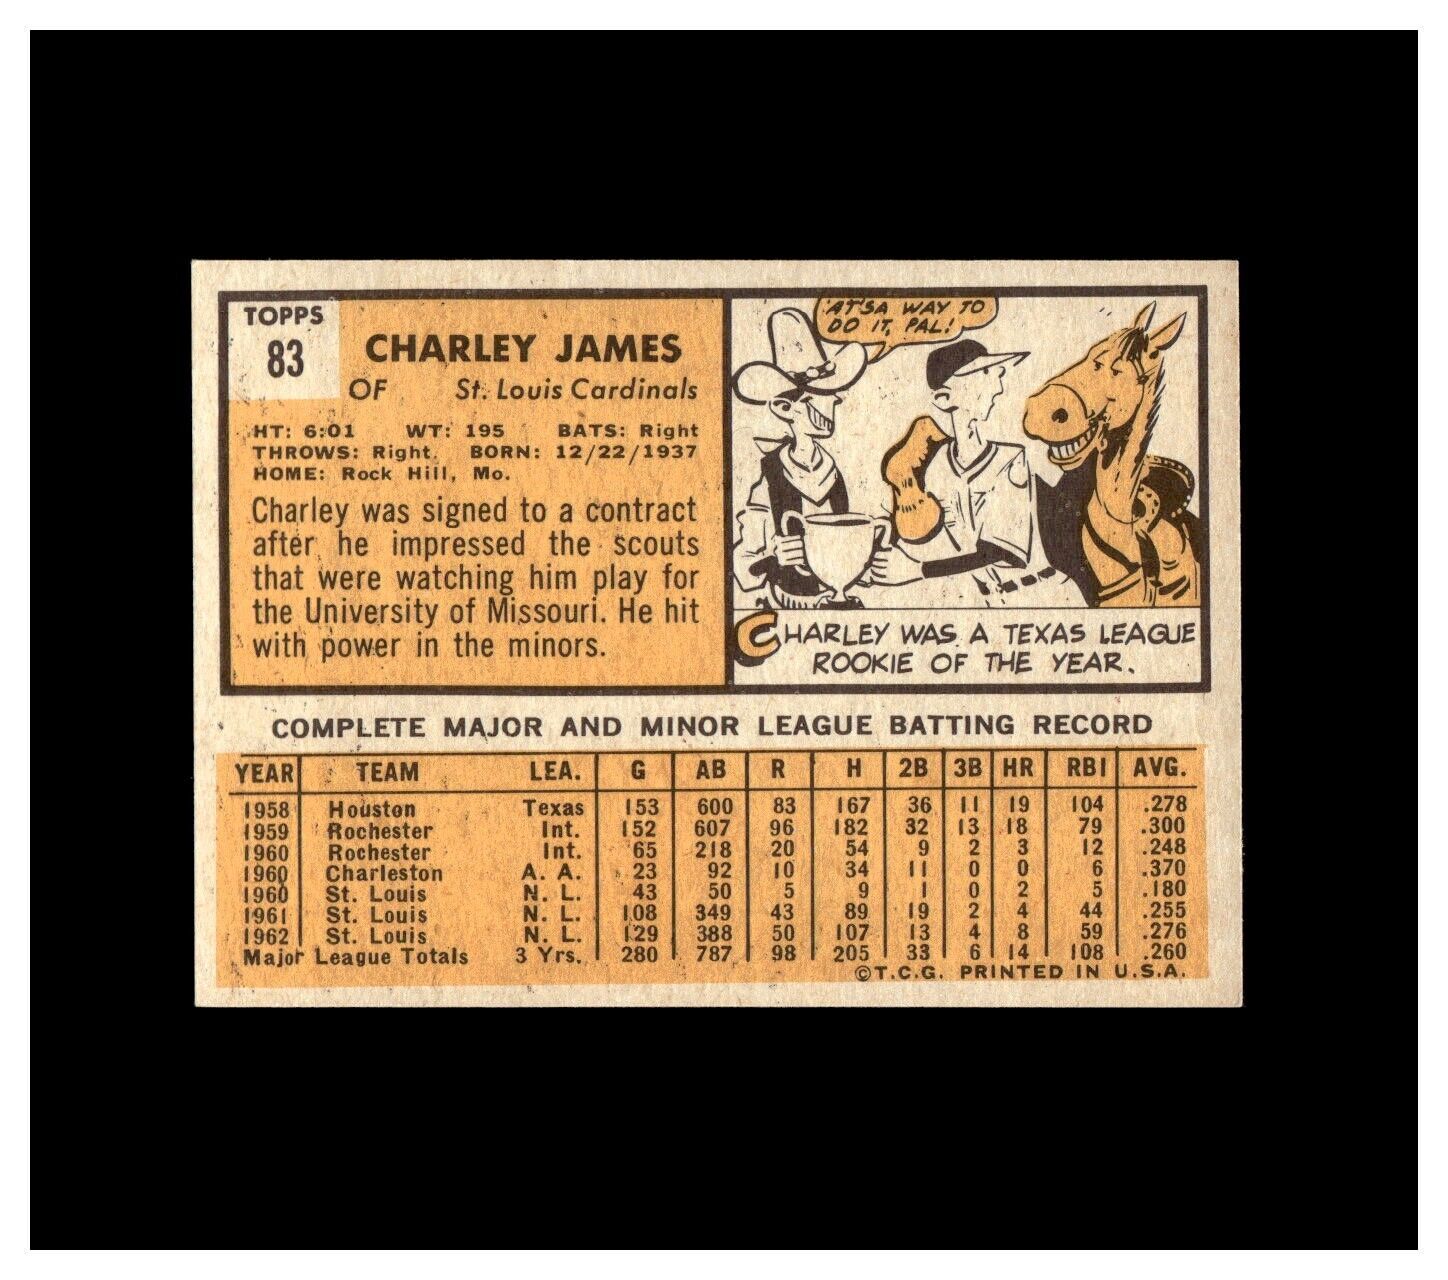 TOPPS
83
CHARLEY JAMES
OF St. Louis Cardinals
HT: 6:01 WT: 195 BATS: Right
THROWS: Right. BORN: 12/22/1937
HOME: Rock Hill, Mo.
Charley was signed to a contract
after he impressed the scouts
that were watching him play for
the University of Missouri. He hit
with power in the minors.
'AT'SA WAY TO
DO IT, PAL!
CHARLEY WAS A TEXAS LEAGUE
ROOKIE OF THE YEAR.
COMPLETE MAJOR AND MINOR LEAGUE BATTING RECORD
YEAR TEAM LEA. G AB R H 2B 3B HR RBI AVG.
1958 Houston Texas 153 600 83 167 36 11 19 104 .278
1959 Rochester Int. 152 607 96 182 32 13 18 79 .300
1960 Rochester Int. 65 218 20 54 9 2 3 12 .248
1960 Charleston A. A. 23 92 10 34 11 0 0 6 .370
1960 St. Louis N. L. 43 50 5 9 1 0 2 5 .180
1961 St. Louis N. L. 108 349 43 89 19 2 4 44 .255
1962 St. Louis N. L. 129 388 50 107 13 4 8 59 .276
Major League Totals 3 Yrs. 280 787 98 205 33 6 14 108 .260
©T.C.G. PRINTED IN U.S.A.